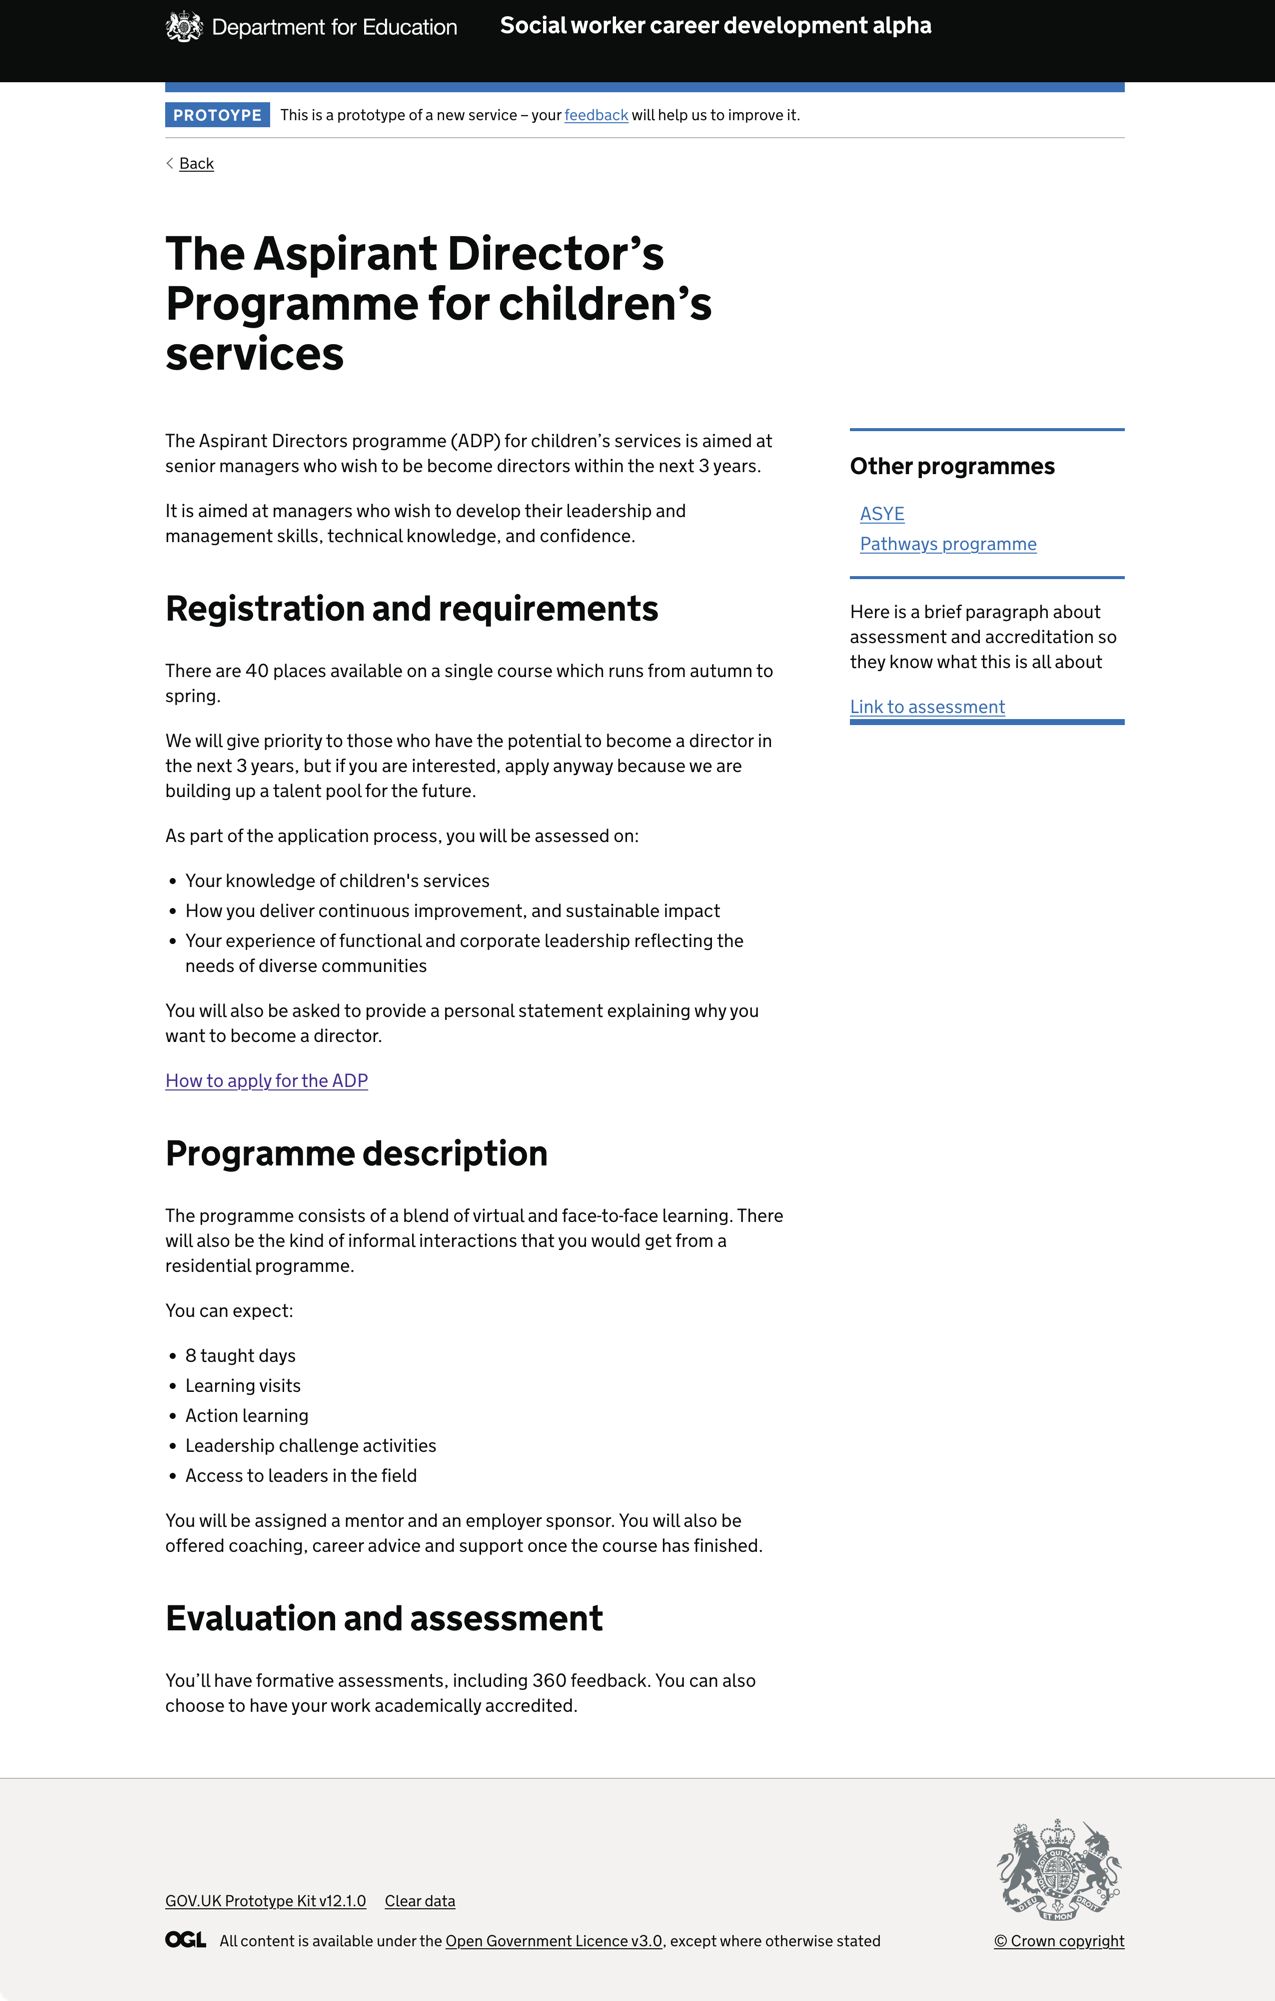 Department for Education
Social worker career development alpha
PROTOYPE
This is a prototype of a new service – your feedback will help us to improve it.
Back
The Aspirant Director’s
Programme for children’s
services
The Aspirant Directors programme (ADP) for children’s services is aimed at
senior managers who wish to be become directors within the next 3 years.
It is aimed at managers who wish to develop their leadership and
management skills, technical knowledge, and confidence.
Registration and requirements
There are 40 places available on a single course which runs from autumn to
spring.
We will give priority to those who have the potential to become a director in
the next 3 years, but if you are interested, apply anyway because we are
building up a talent pool for the future.
As part of the application process, you will be assessed on:
• Your knowledge of children's services
• How you deliver continuous improvement, and sustainable impact
• Your experience of functional and corporate leadership reflecting the
needs of diverse communities
You will also be asked to provide a personal statement explaining why you
want to become a director.
How to apply for the ADP
Programme description
The programme consists of a blend of virtual and face-to-face learning. There
will also be the kind of informal interactions that you would get from a
residential programme.
You can expect:
• 8 taught days
• Learning visits
• Action learning
• Leadership challenge activities
• Access to leaders in the field
You will be assigned a mentor and an employer sponsor. You will also be
offered coaching, career advice and support once the course has finished.
Evaluation and assessment
You’ll have formative assessments, including 360 feedback. You can also
choose to have your work academically accredited.
Other programmes
ASYE
Pathways programme
Here is a brief paragraph about
assessment and accreditation so
they know what this is all about
Link to assessment
GOV.UK Prototype Kit v12.1.0
Clear data
OGL
All content is available under the Open Government Licence v3.0, except where otherwise stated
DIEU ET MON DROIT
© Crown copyright